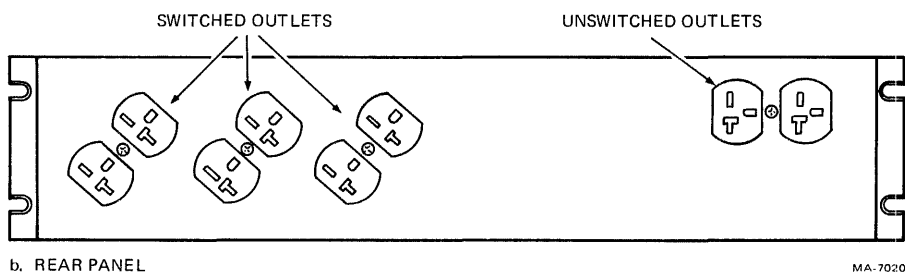 SWITCHED OUTLETS
UNSWITCHED OUTLETS
b. REAR PANEL
MA-7020